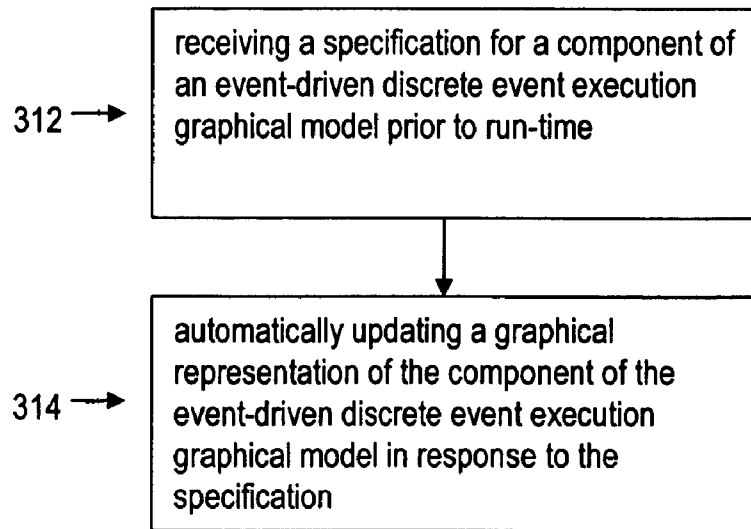 receiving a specification for a component of
an event-driven discrete event execution
312
graphical model prior to run-time
automatically updating a graphical
representation of the component of the
314
event-driven discrete event execution
graphical model in response to the
specification